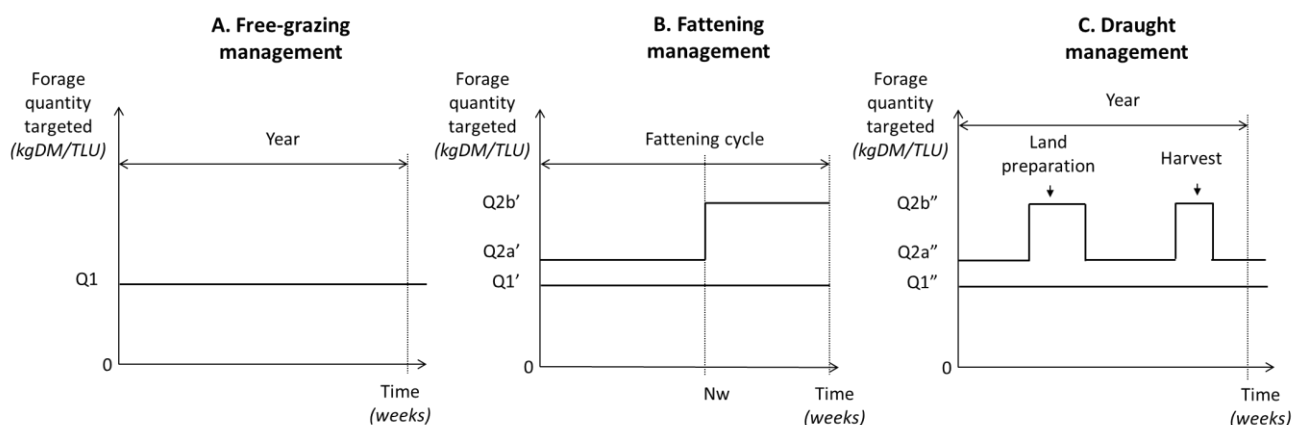 A. Free-grazing
management
Forage
quantity
targeted
(kgDM/TLU)
Year
Q1
0
Time
(weeks)
B. Fattening
management
Forage
quantity
targeted
(kgDM/TLU)
Fattening cycle
Q2b’
Q2a’
Q1’
0
Nw
Time
(weeks)
C. Draught
management
Forage
quantity
targeted
(kgDM/TLU)
Year
Land
preparation
Harvest
Q2b”
Q2a”
Q1”
0
Time
(weeks)